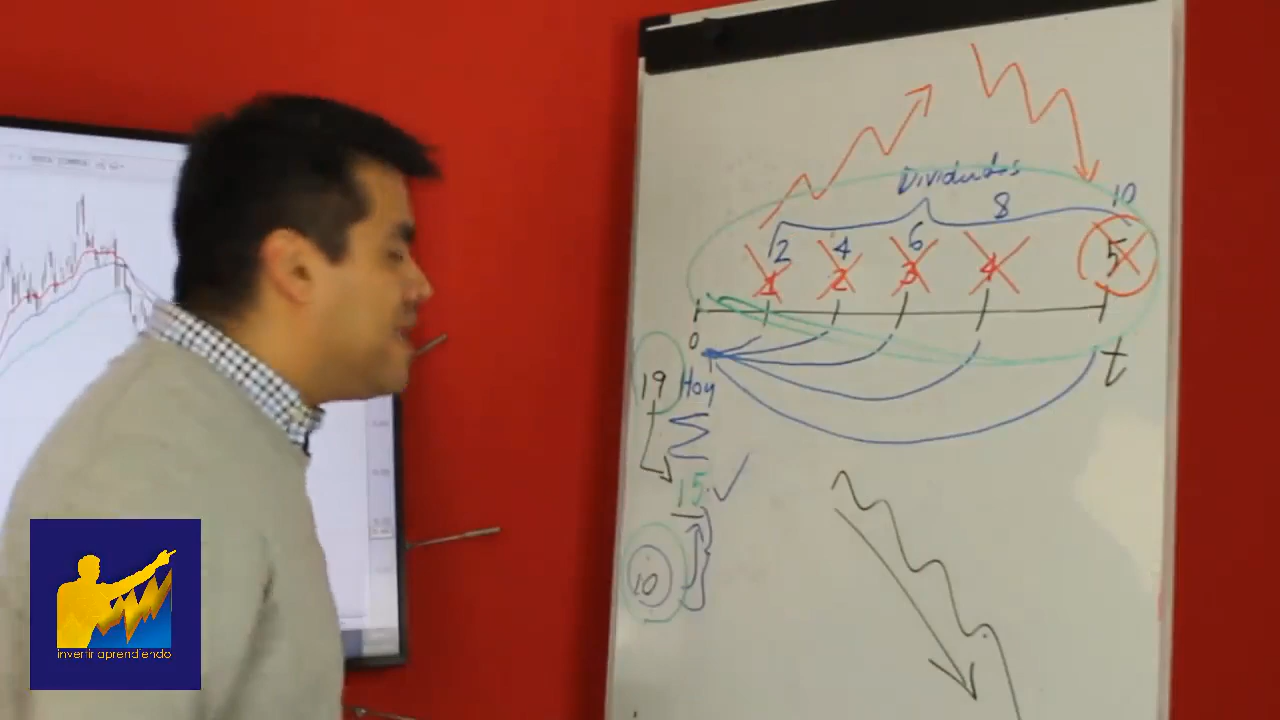 Dividendos
10
8
2 4 6
1 2 3 4 5
0
t
19 Hoy
Σ
15 ✓
10
invertir aprendiendo